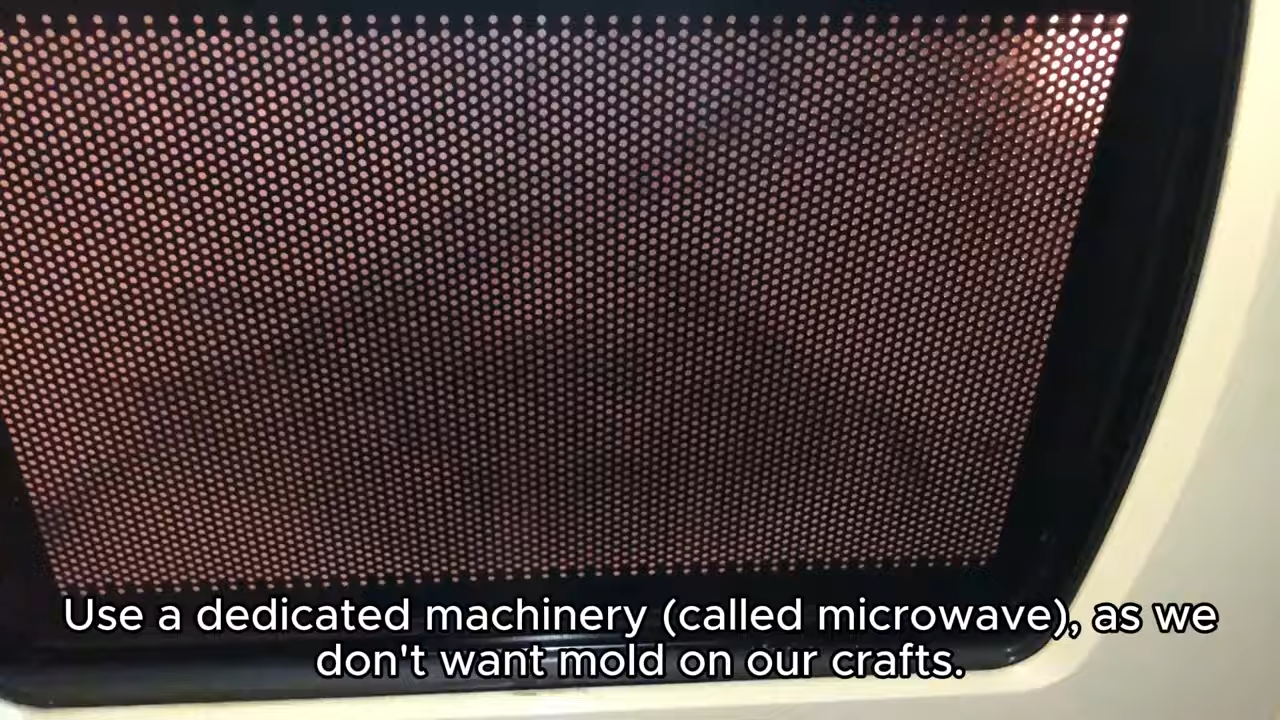 Use a dedicated machinery (called microwave), as we
don't want mold on our crafts.